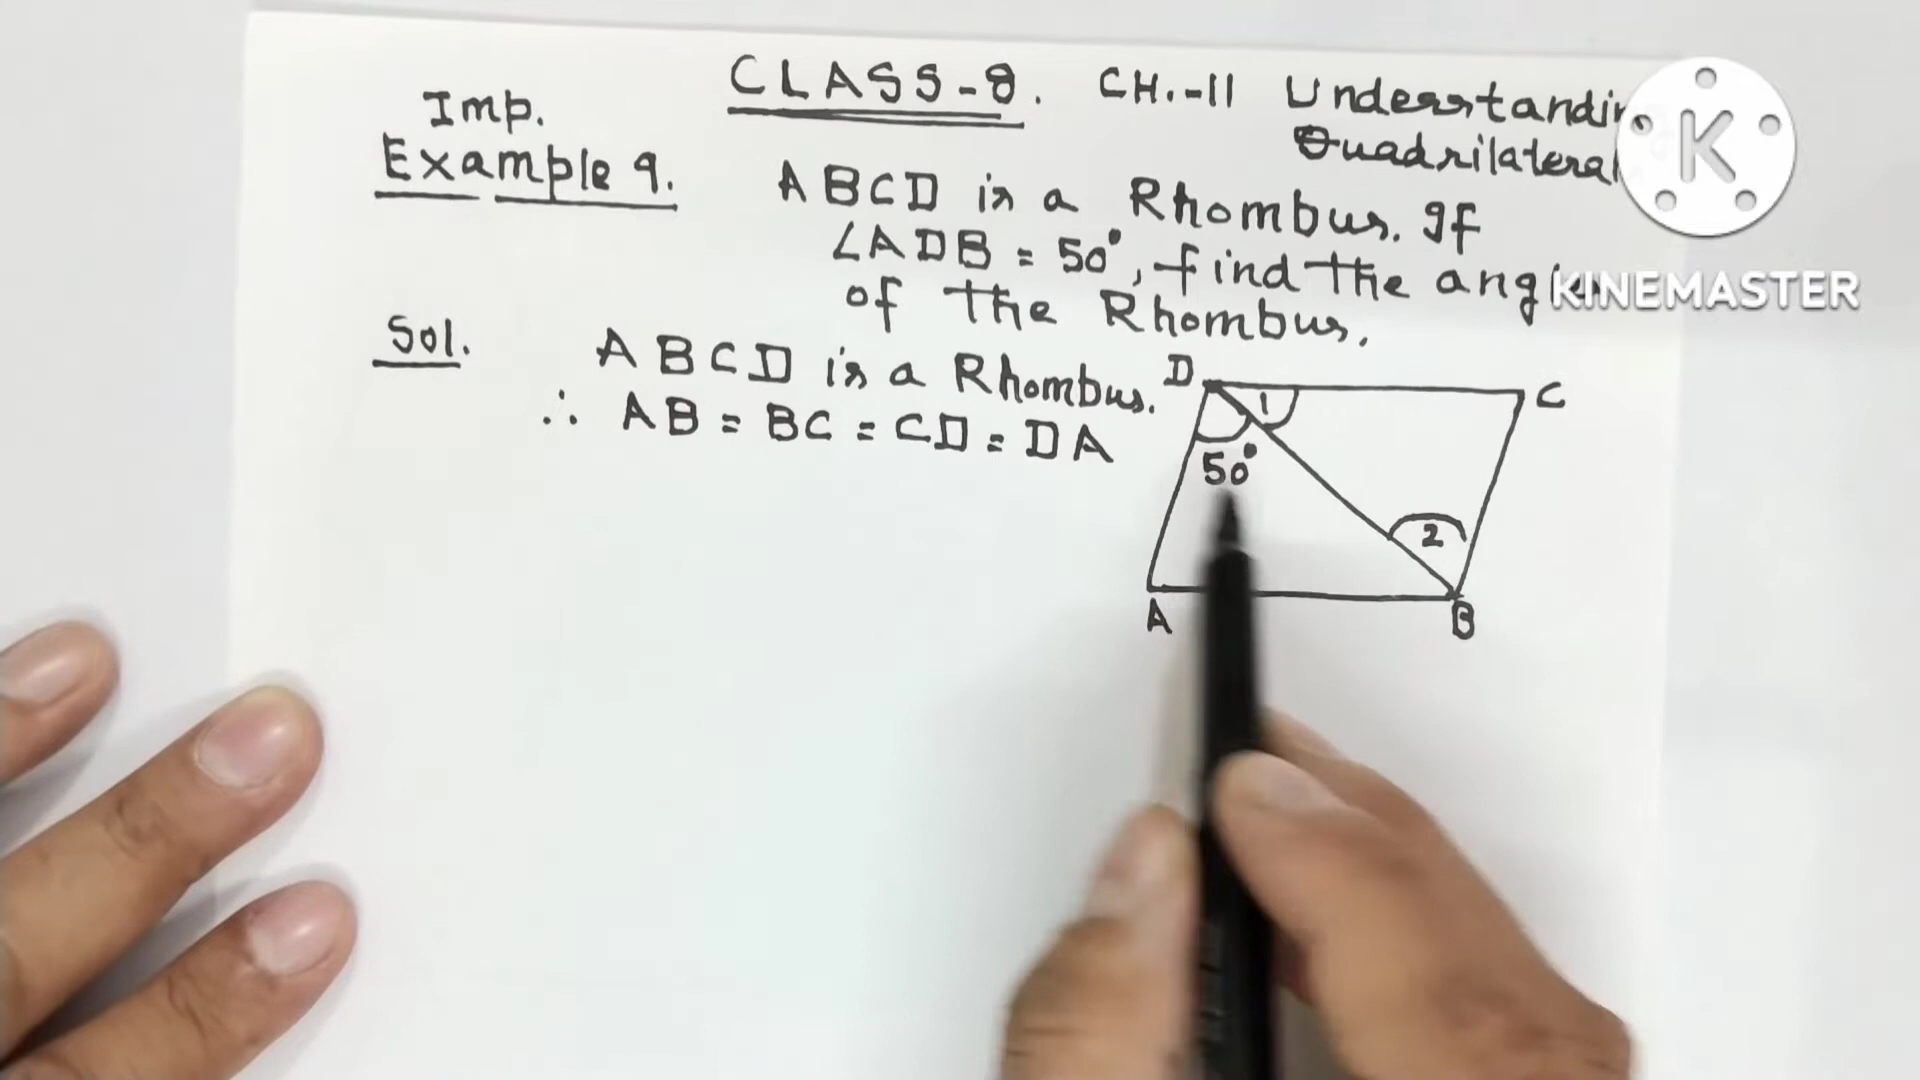 CLASS-8. CH.-11 Understandin
Imp. Quadrilateral
Example 9. ABCD is a Rhombus. If
∠ADB = 50°, find the angles
of the Rhombus.
Sol. ABCD is a Rhombus.
∴ AB = BC = CD = DA
D C
1
50°
2
A B
K
KINEMASTER